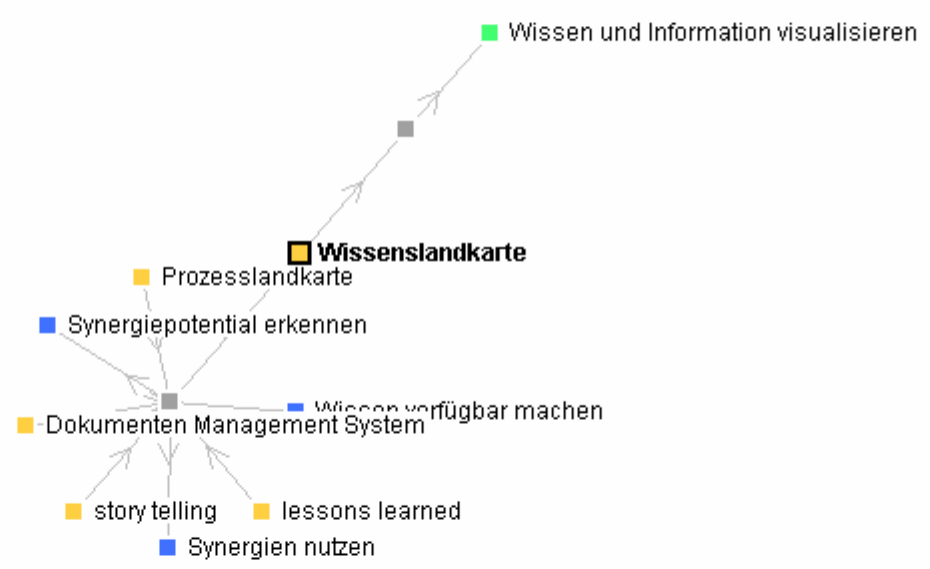 Wissen und Information visualisieren
Wissenslandkarte
Prozesslandkarte
Synergiepotential erkennen
Wissen verfügbar machen
Dokumenten Management System
story telling
lessons learned
Synergien nutzen